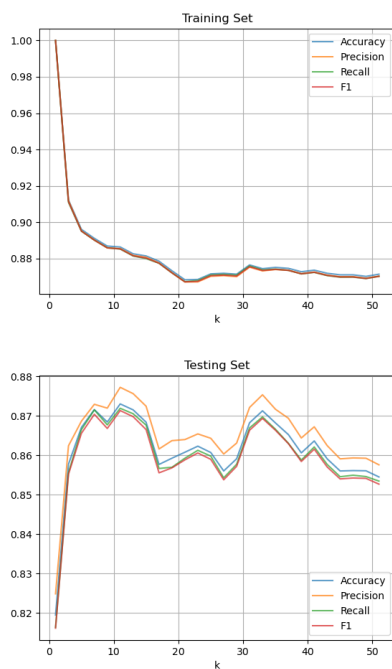 Training Set
1.00
0.98
0.96
0.94
0.92
0.90
0.88
0 10 20 30 40 50
k
Accuracy
Precision
Recall
F1
Testing Set
0.88
0.87
0.86
0.85
0.84
0.83
0.82
0 10 20 30 40 50
k
Accuracy
Precision
Recall
F1